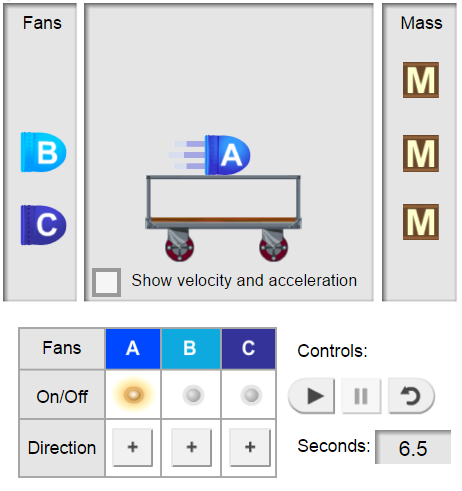 Fans
Mass
M
A
B
M
C
M
Show velocity and acceleration
Fans A B C
Controls:
On/Off
Direction + + +
Seconds: 6.5